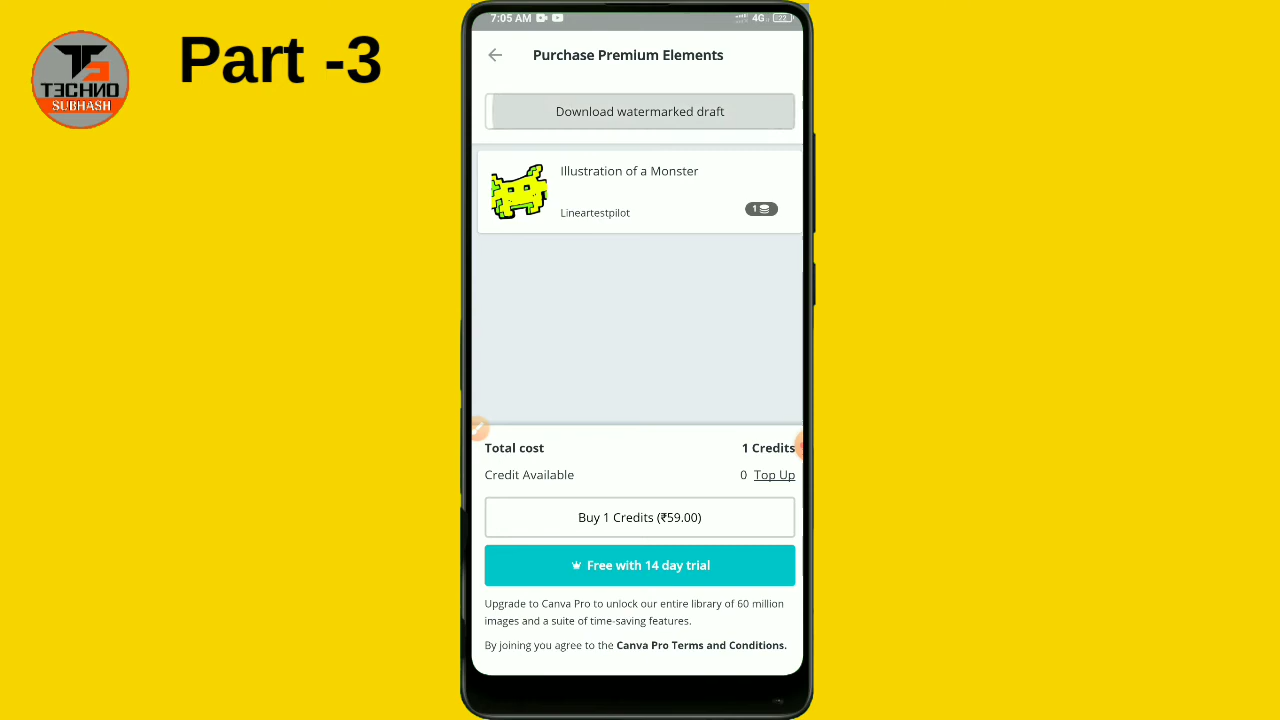 Part -3
T3CHNO
SUBHASH
7:05 AM
4G
22
Purchase Premium Elements
Download watermarked draft
Illustration of a Monster
Lineartestpilot
1
Total cost
1 Credits
Credit Available
0 Top Up
Buy 1 Credits (₹59.00)
Free with 14 day trial
Upgrade to Canva Pro to unlock our entire library of 60 million
images and a suite of time-saving features.
By joining you agree to the Canva Pro Terms and Conditions.